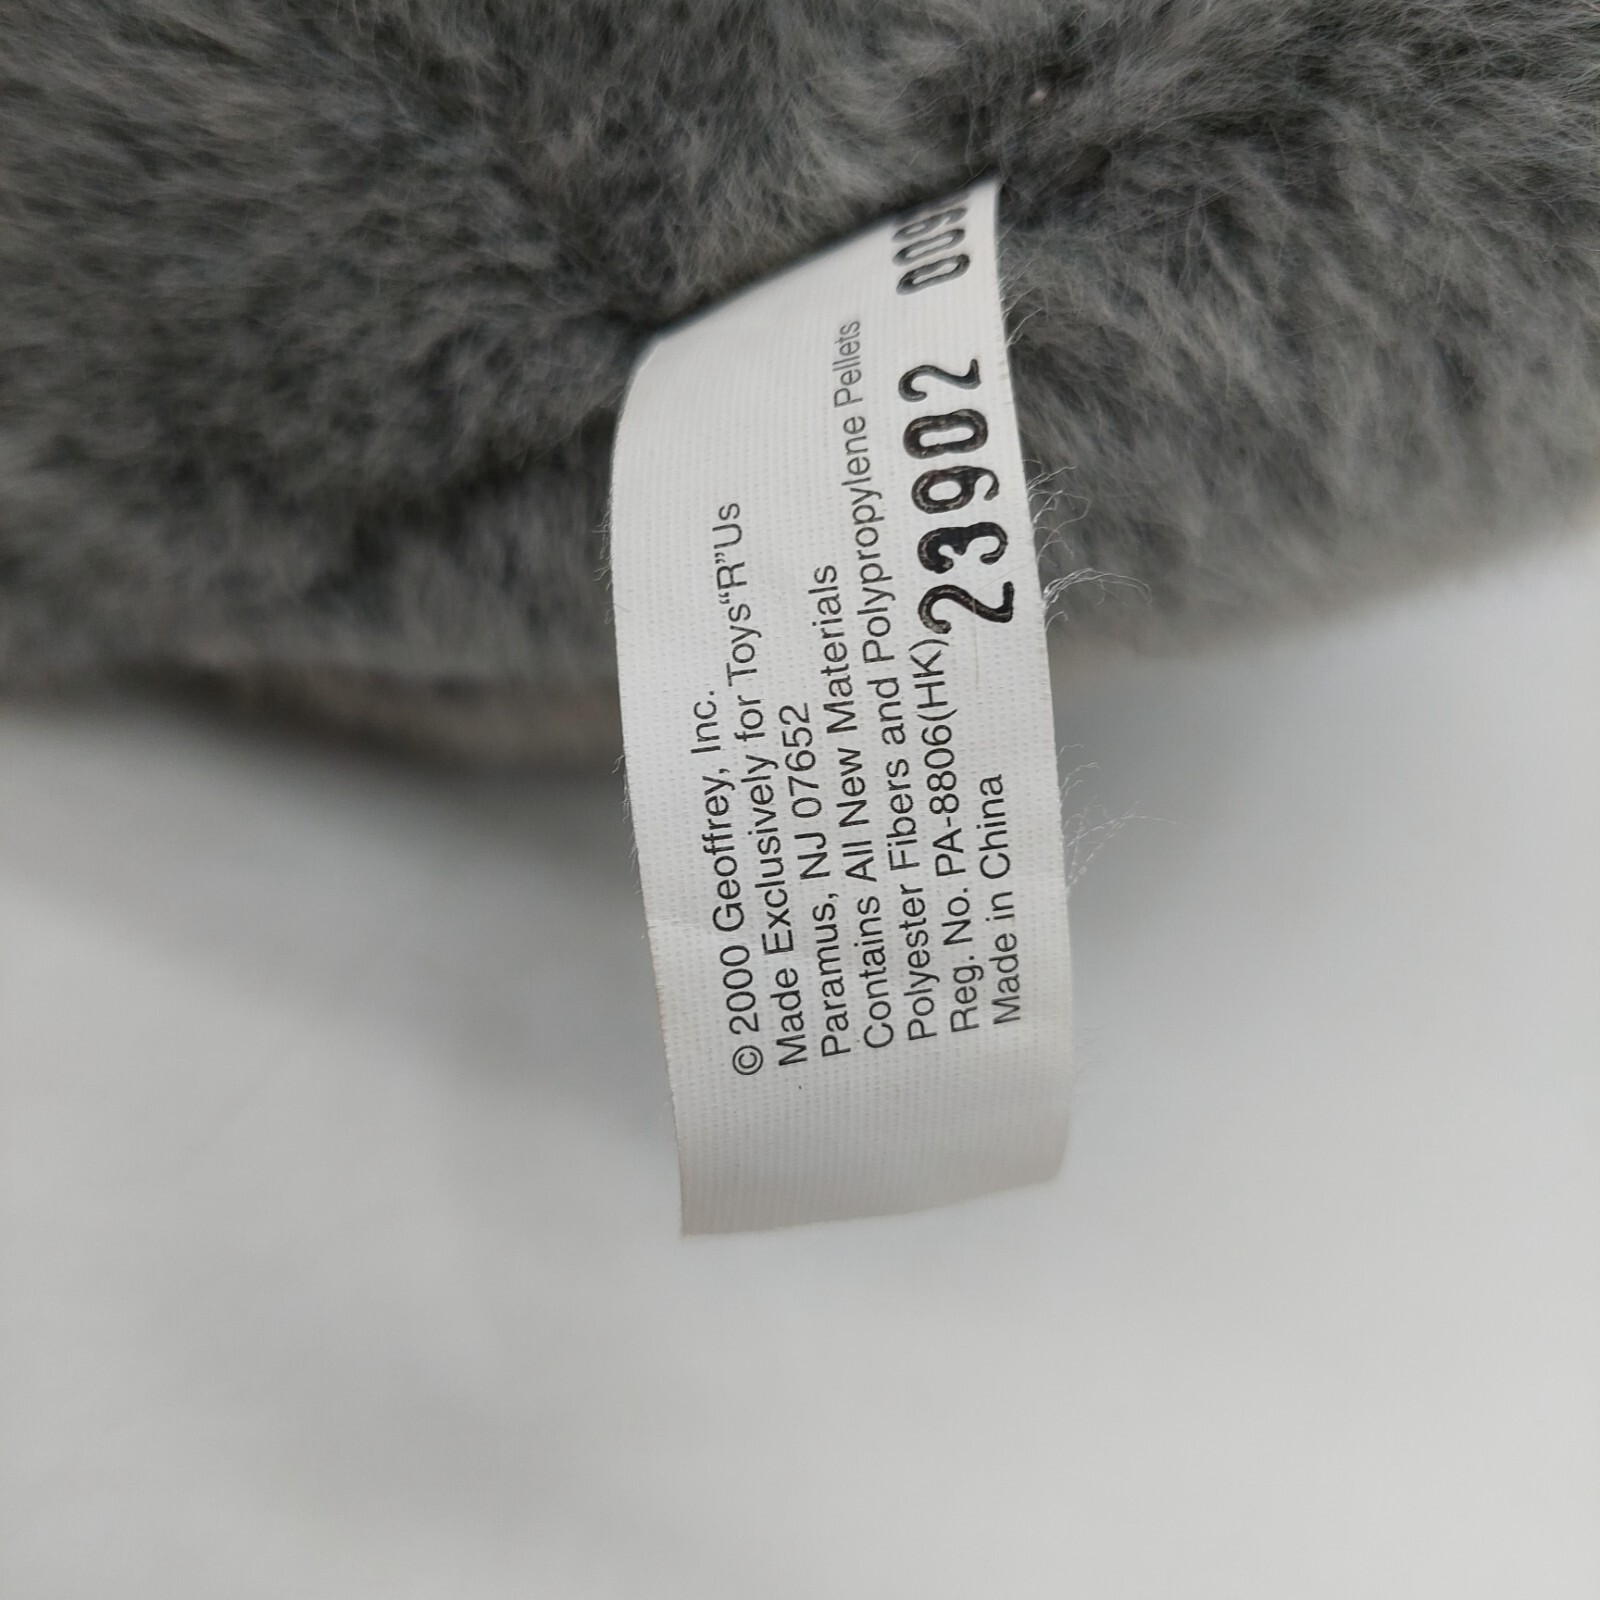 © 2000 Geoffrey, Inc.
Made Exclusively for Toys“R”Us
Paramus, NJ 07652
Contains All New Materials
Polyester Fibers and Polypropylene Pellets
Reg. No. PA-8806(HK)
Made in China
23902